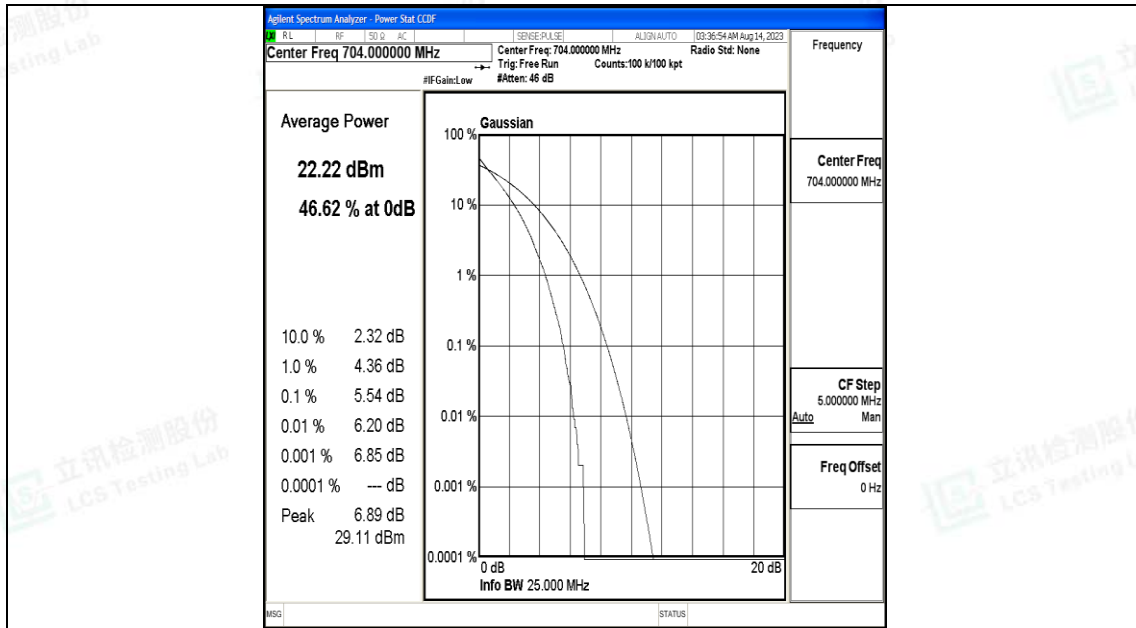 Agilent Spectrum Analyzer - Power Stat CCDF
RL RF 50 Ω AC SENSE:PULSE ALIGN AUTO 03:36:54 AM Aug 14, 2023
Center Freq 704.000000 MHz
Center Freq: 704.000000 MHz Radio Std: None
Trig: Free Run Counts:100 k/100 kpt
#IFGain:Low #Atten: 46 dB
Frequency
Average Power
22.22 dBm
46.62 % at 0dB
10.0 % 2.32 dB
1.0 % 4.36 dB
0.1 % 5.54 dB
0.01 % 6.20 dB
0.001 % 6.85 dB
0.0001 % --- dB
Peak 6.89 dB
29.11 dBm
Gaussian
100 %
10 %
1 %
0.1 %
0.01 %
0.001 %
0.0001 %
0 dB 20 dB
Info BW 25.000 MHz
Center Freq
704.000000 MHz
CF Step
5.000000 MHz
Auto Man
Freq Offset
0 Hz
MSG STATUS
立讯检测股份
LCS Testing Lab
立讯检测股份